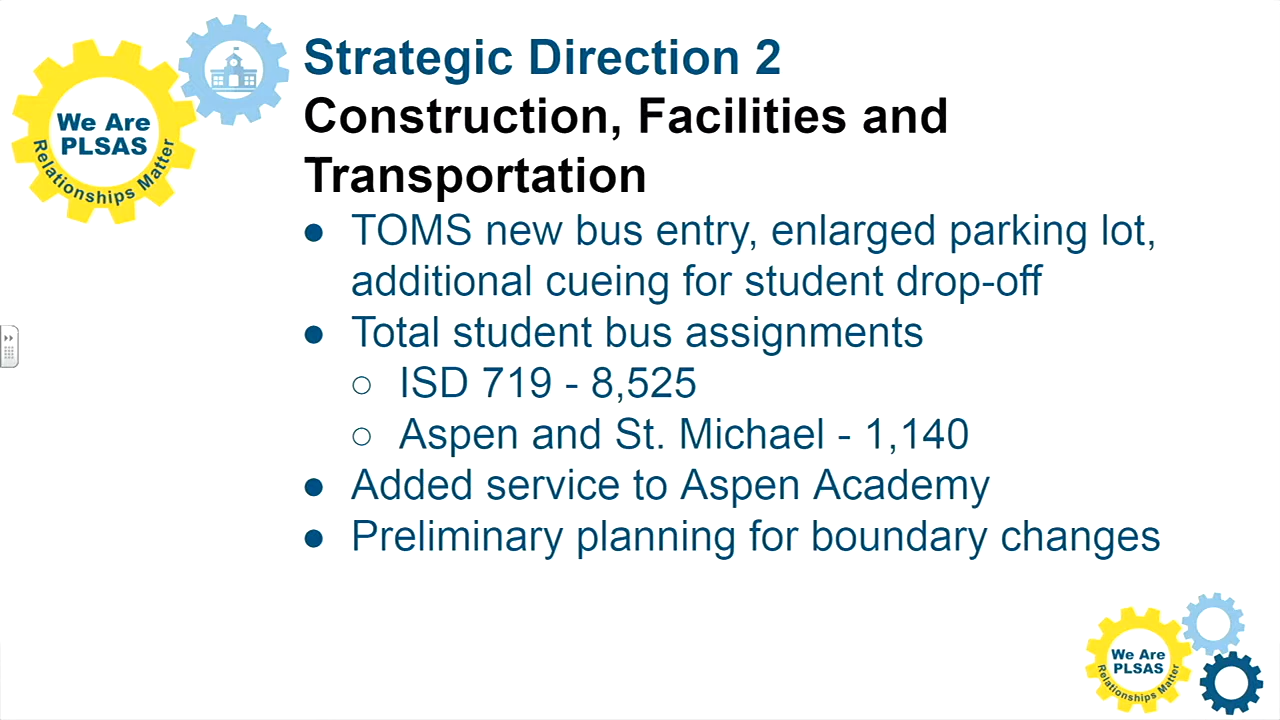 We Are
PLSAS
Relationships Matter
Strategic Direction 2
Construction, Facilities and
Transportation
● TOMS new bus entry, enlarged parking lot,
additional cueing for student drop-off
● Total student bus assignments
○ ISD 719 - 8,525
○ Aspen and St. Michael - 1,140
● Added service to Aspen Academy
● Preliminary planning for boundary changes
We Are
PLSAS
Relationships Matter